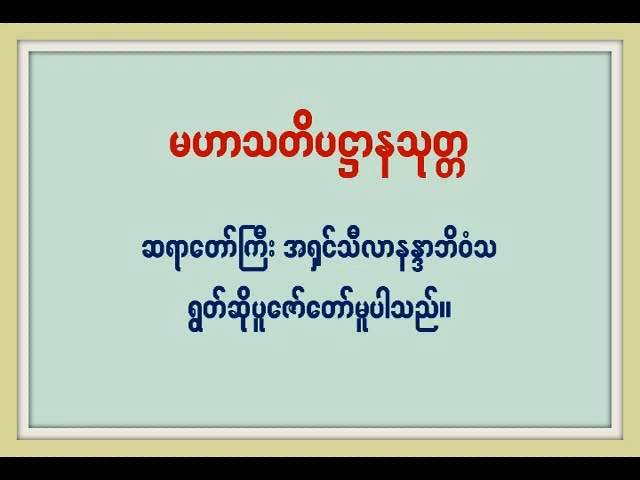 မဟာသတိပဋ္ဌာနသုတ္တ
ဆရာတော်ကြီး အရှင်သီလာနန္ဒာဘိဝံသ
ရွတ်ဆိုပူဇော်တော်မူပါသည်။